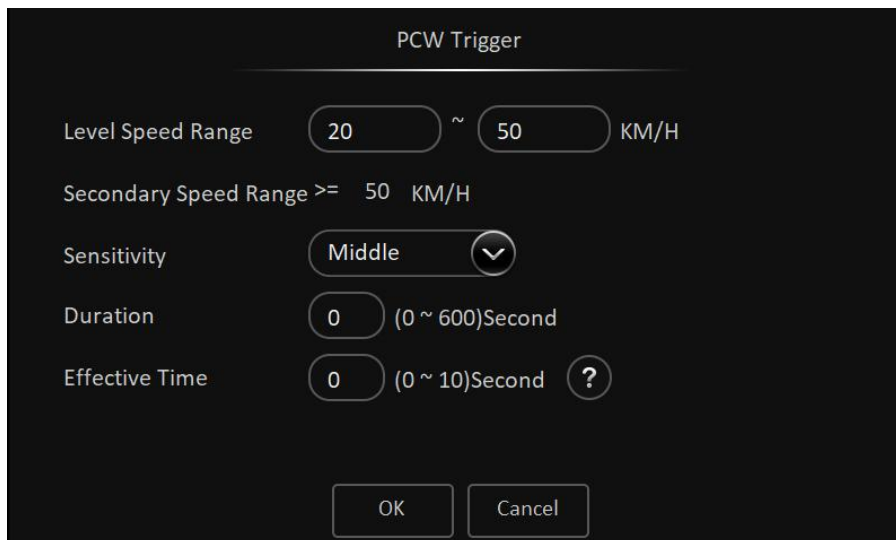 PCW Trigger
Level Speed Range 20 ~ 50 KM/H
Secondary Speed Range >= 50 KM/H
Sensitivity Middle
Duration 0 (0 ~ 600)Second
Effective Time 0 (0 ~ 10)Second ?
OK Cancel